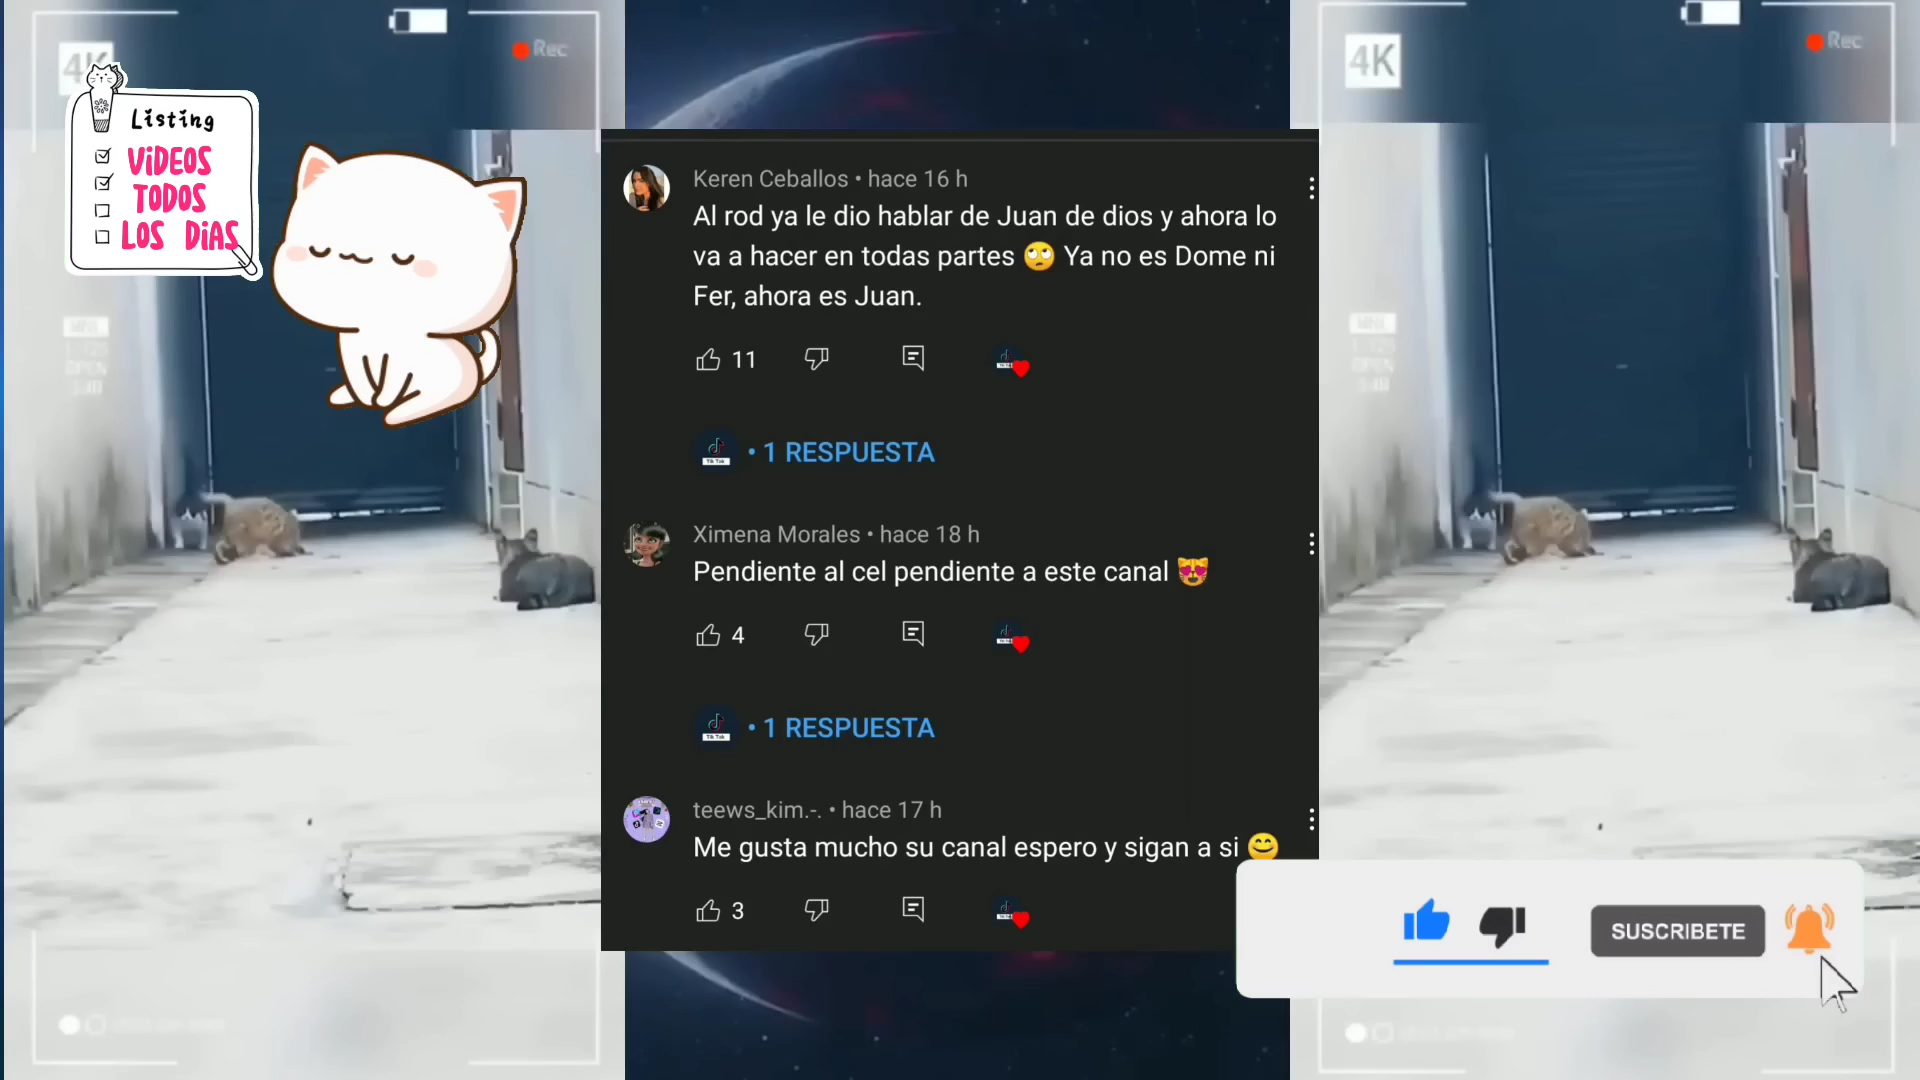 4K
Rec
Listing
VIDEOS
TODOS
LOS DIAS
Keren Ceballos • hace 16 h
Al rod ya le dio hablar de Juan de dios y ahora lo
va a hacer en todas partes 🙄 Ya no es Dome ni
Fer, ahora es Juan.
11
• 1 RESPUESTA
Ximena Morales • hace 18 h
Pendiente al cel pendiente a este canal 😻
4
• 1 RESPUESTA
teews_kim.-. • hace 17 h
Me gusta mucho su canal espero y sigan a si 😊
3
4K
Rec
SUSCRIBETE